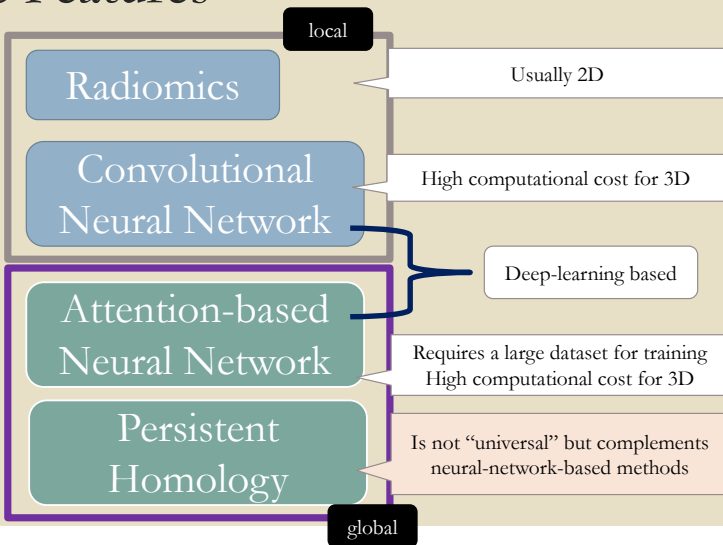 Features
local
Radiomics
Usually 2D
Convolutional
Neural Network
High computational cost for 3D
Deep-learning based
Attention-based
Neural Network
Requires a large dataset for training
High computational cost for 3D
Persistent
Homology
Is not “universal” but complements
neural-network-based methods
global